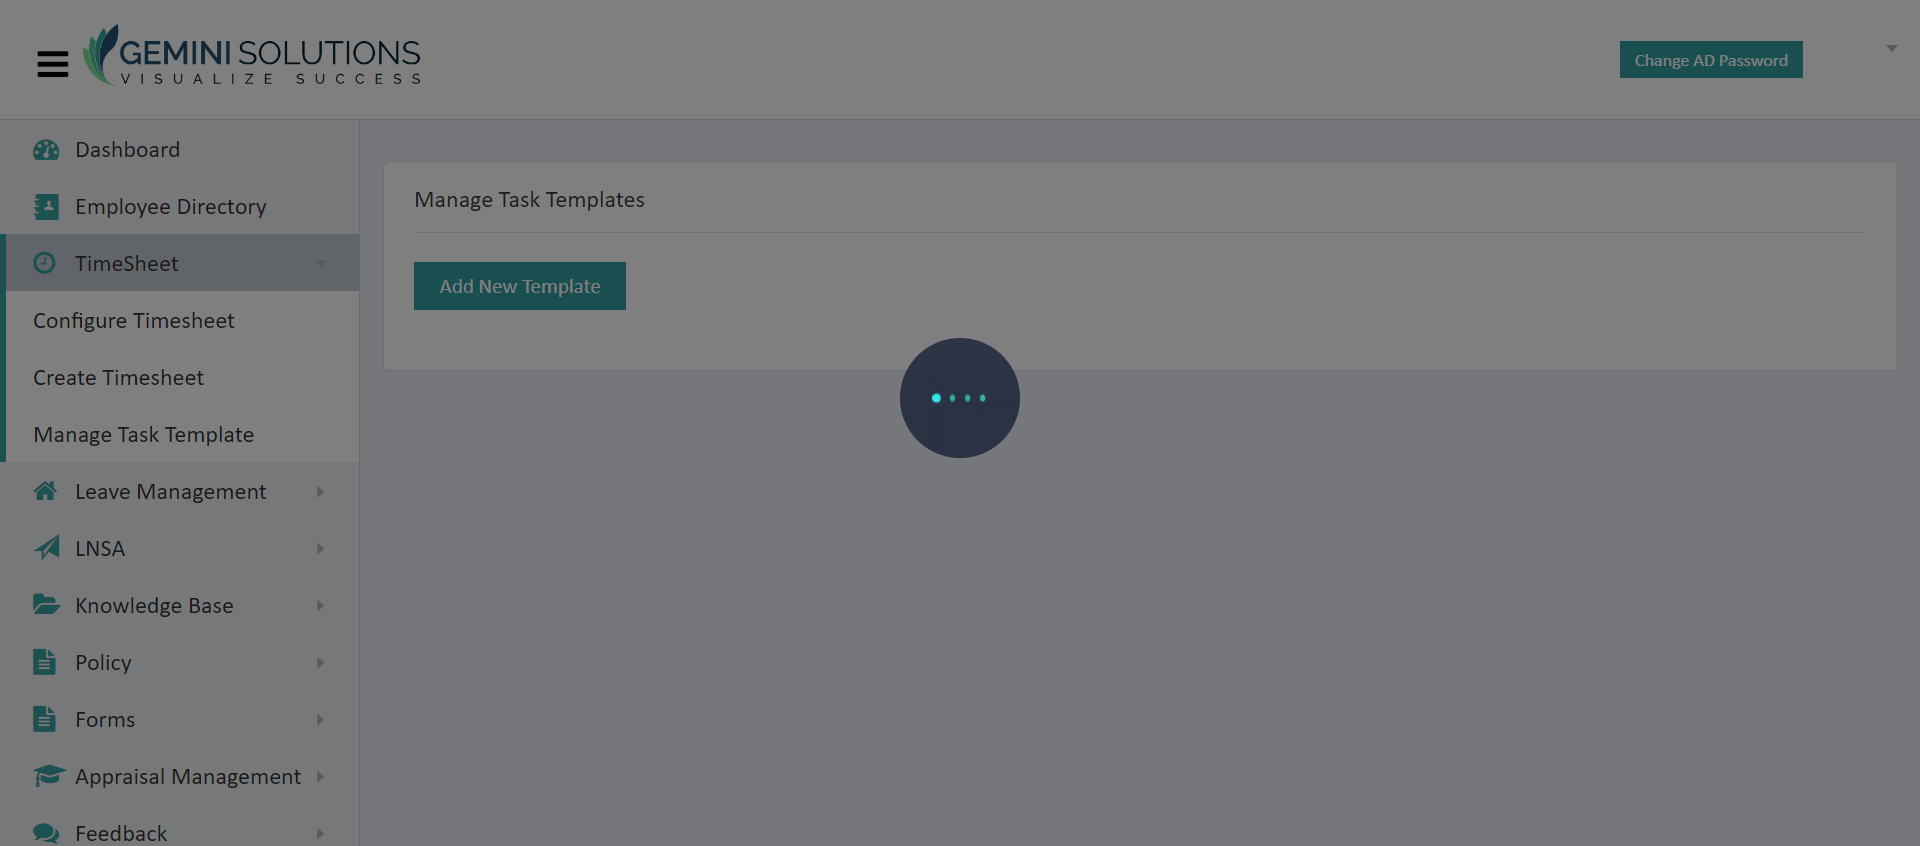 GEMINI SOLUTIONS
VISUALIZE SUCCESS
Change AD Password
Dashboard
Employee Directory
TimeSheet
Configure Timesheet
Create Timesheet
Manage Task Template
Leave Management
LNSA
Knowledge Base
Policy
Forms
Appraisal Management
Feedback
Manage Task Templates
Add New Template